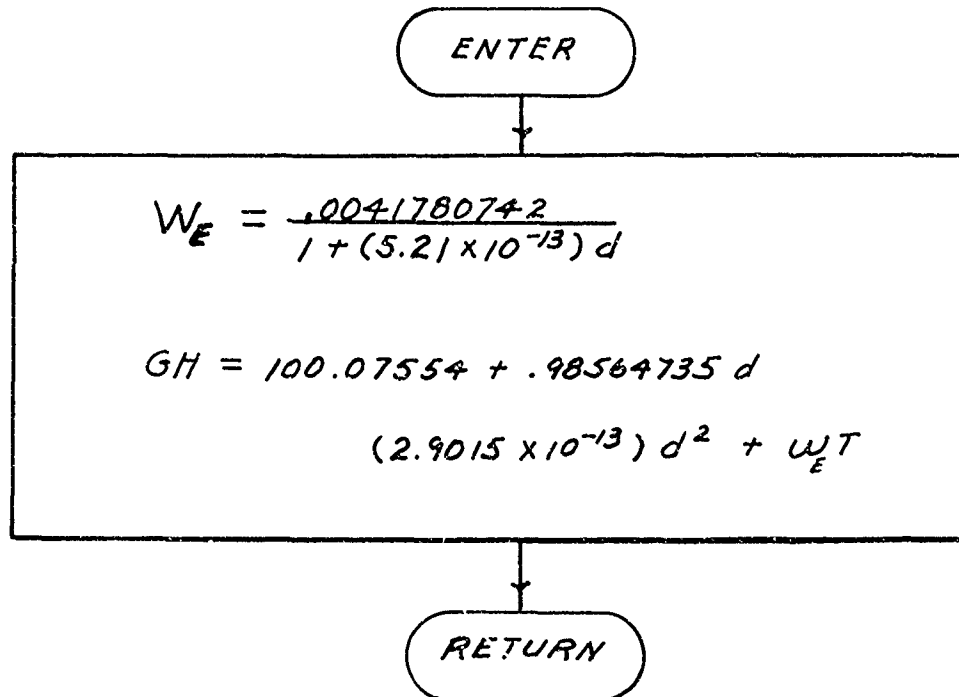 ENTER
W_E = .0041780742 / 1 + (5.21 x 10^-13) d
GH = 100.07554 + .98564735 d
(2.9015 x 10^-13) d^2 + ω_E T
RETURN